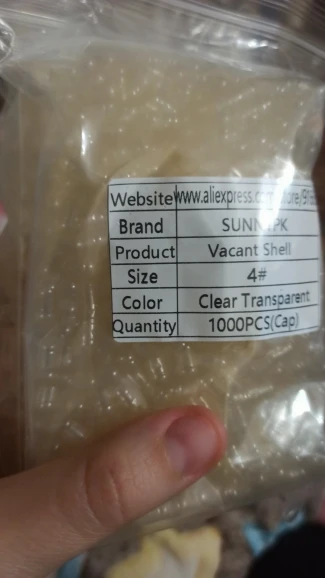 Website www.aliexpress.com
Brand
Product Vacant Shell
Size 4#
Color Clear Transparent
Quantity 1000PCS(Cap)